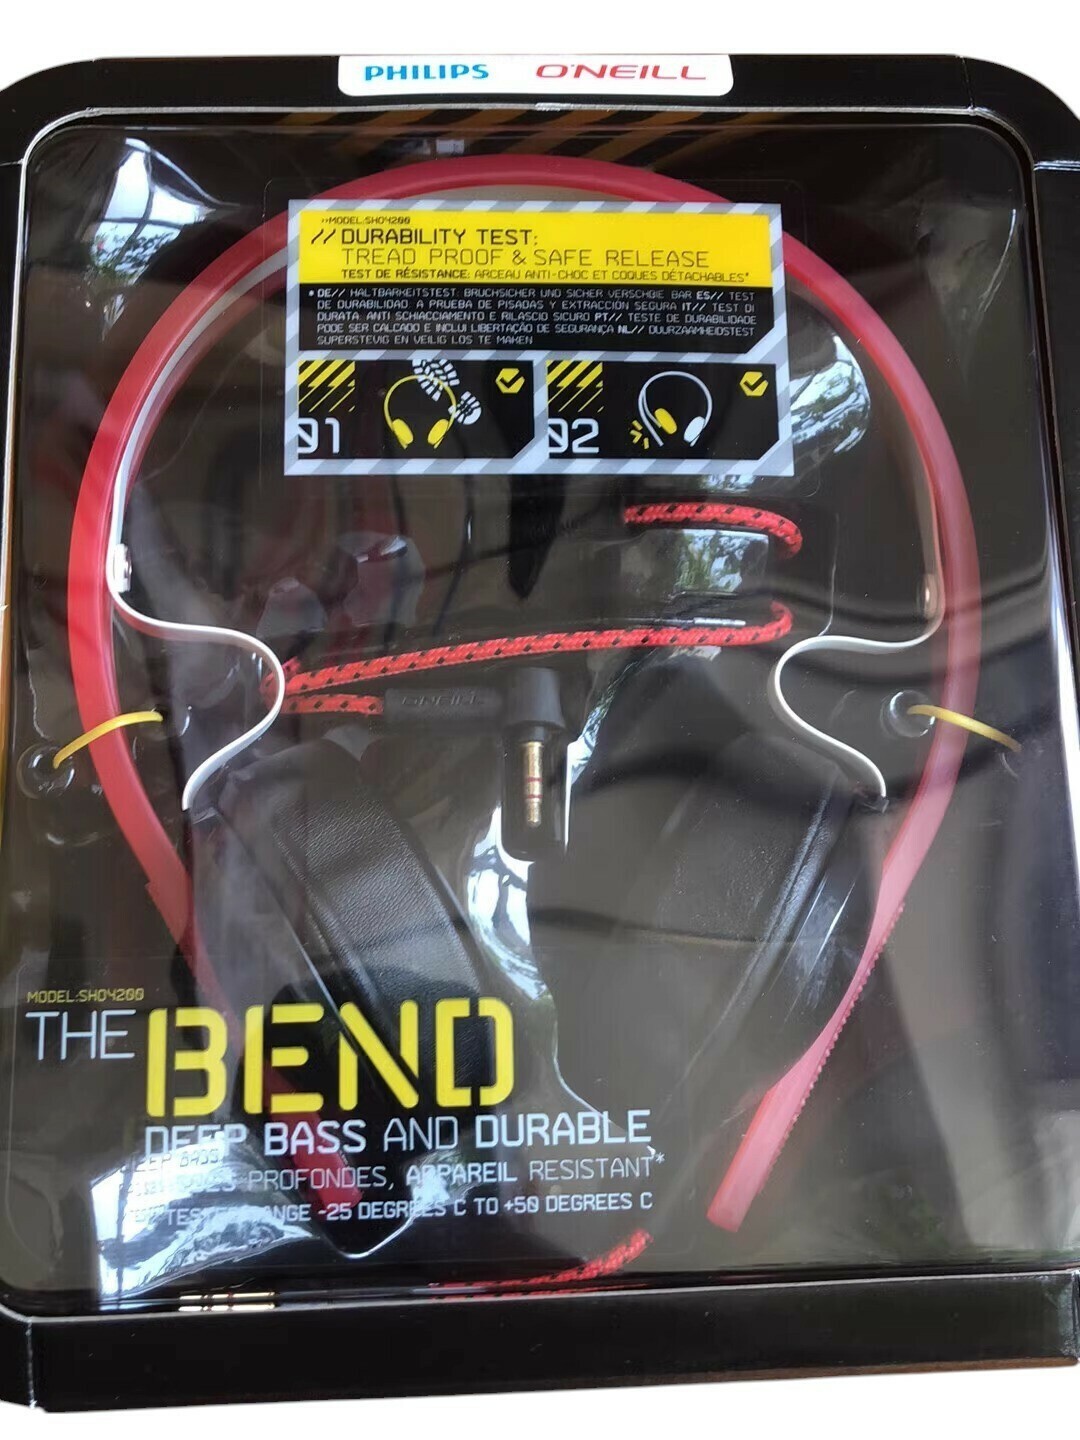 PHILIPS O'NEILL
»MODEL:SHO4200
// DURABILITY TEST:
TREAD PROOF & SAFE RELEASE
TEST DE RÉSISTANCE: ARCEAU ANTI-CHOC ET COQUES DÉTACHABLES*
* DE// HALTBARKEITSTEST: BRUCHSICHER UND SICHER VERSCHIE BAR ES// TEST
DE DURABILIDAD: A PRUEBA DE PISADAS Y EXTRACCIÓN SEGURA IT// TEST DI
DURATA: ANTI SCHIACCIAMENTO E RILASCIO SICURO PT// TESTE DE DURABILIDADE
PODE SER CALCADO E INCLUI LIBERTAÇÃO DE SEGURANÇA NL// DUURZAAMHEIDSTEST
SUPERSTEVIG EN VEILIG LOS TE MAKEN
01 02
O'NEILL
MODEL:SHO4200
THE BEND
DEEP BASS AND DURABLE
PROFONDES, APPAREIL RESISTANT*
-25 DEGREES C TO +50 DEGREES C